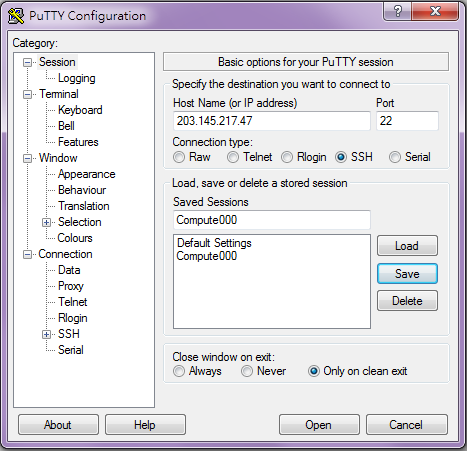 PuTTY Configuration
Category:
Session
Logging
Terminal
Keyboard
Bell
Features
Window
Appearance
Behaviour
Translation
Selection
Colours
Connection
Data
Proxy
Telnet
Rlogin
SSH
Serial
Basic options for your PuTTY session
Specify the destination you want to connect to
Host Name (or IP address) Port
203.145.217.47 22
Connection type:
Raw Telnet Rlogin SSH Serial
Load, save or delete a stored session
Saved Sessions
Compute000
Default Settings
Compute000
Load
Save
Delete
Close window on exit:
Always Never Only on clean exit
About Help Open Cancel